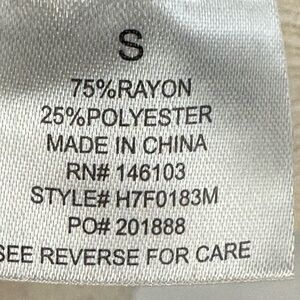 S
75%RAYON
25%POLYESTER
MADE IN CHINA
RN# 146103
STYLE# H7F0183M
PO# 201888
SEE REVERSE FOR CARE